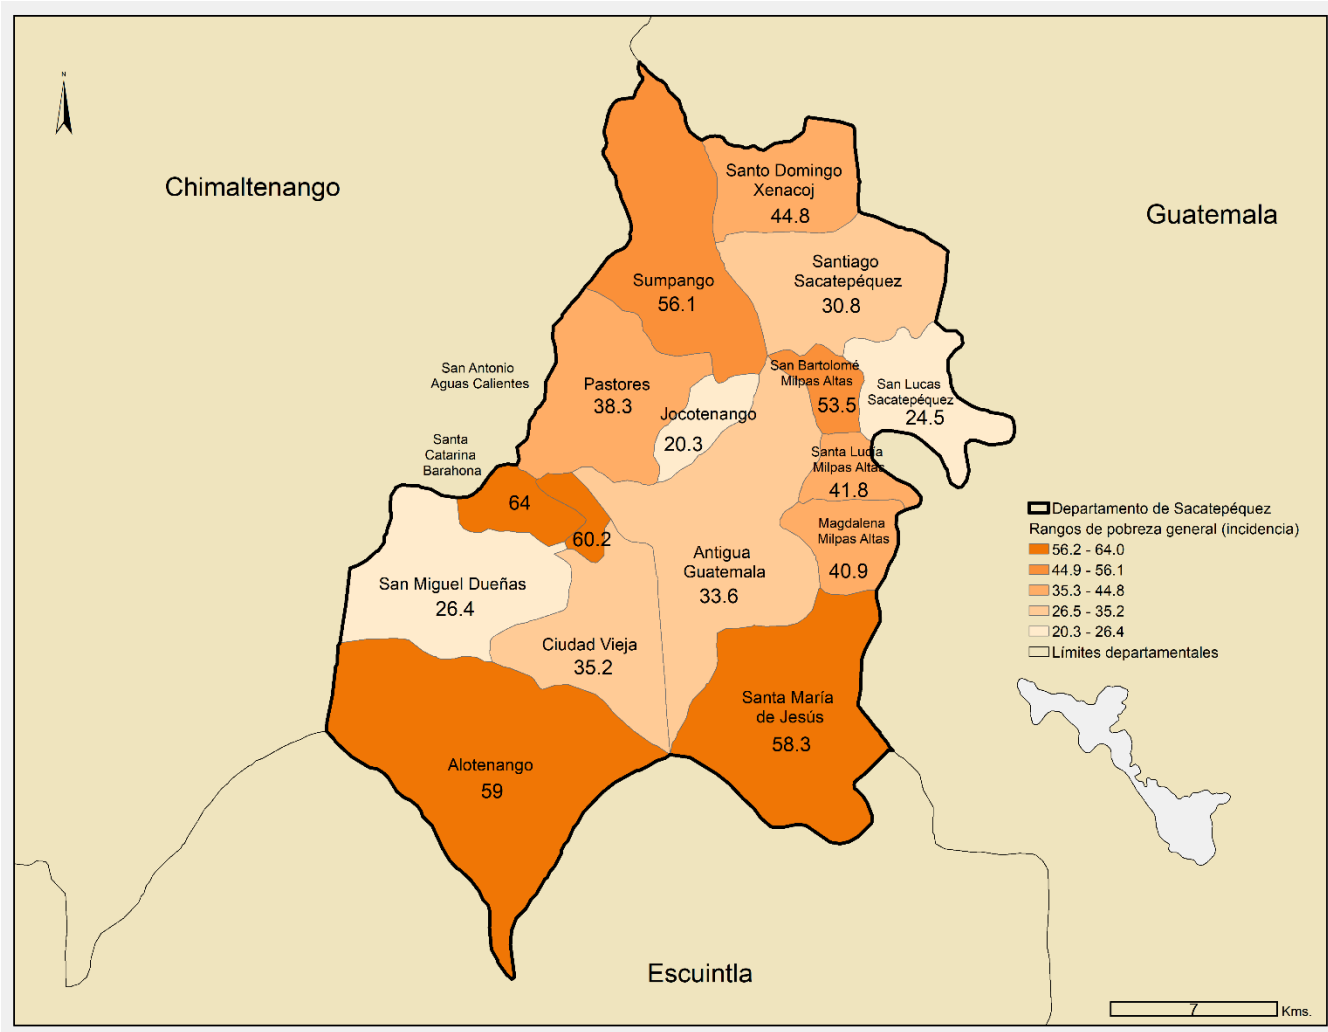 N
Chimaltenango
Guatemala
Santo Domingo
Xenacoj
44.8
Santiago
Sacatepéquez
30.8
Sumpango
56.1
San Antonio
Aguas Calientes
Pastores
38.3
Jocotenango
20.3
San Bartolomé
Milpas Altas
53.5
San Lucas
Sacatepéquez
24.5
Santa Lucía
Milpas Altas
41.8
Santa
Catarina
Barahona
64
60.2
Magdalena
Milpas Altas
40.9
Antigua
Guatemala
33.6
San Miguel Dueñas
26.4
Ciudad Vieja
35.2
Santa María
de Jesús
58.3
Alotenango
59
Escuintla
Departamento de Sacatepéquez
Rangos de pobreza general (incidencia)
56.2 - 64.0
44.9 - 56.1
35.3 - 44.8
26.5 - 35.2
20.3 - 26.4
Límites departamentales
7
Kms.